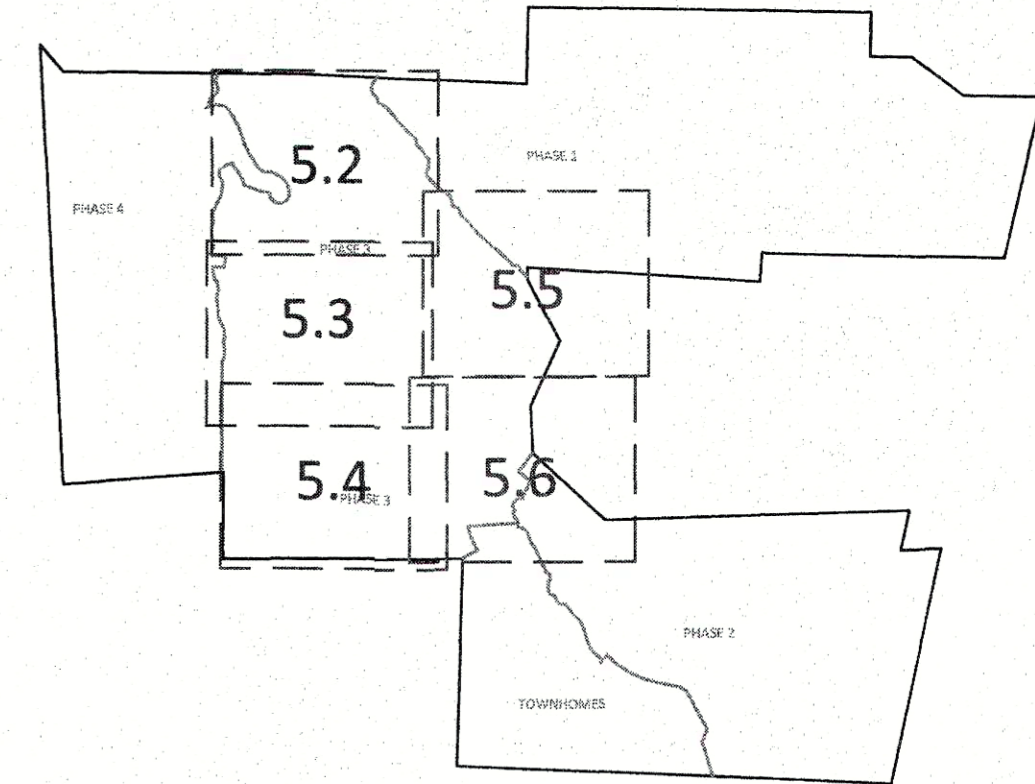 PHASE 1
5.2
PHASE 4
PHASE 3
5.5
5.3
5.4
PHASE 3
5.6
PHASE 2
TOWNHOMES